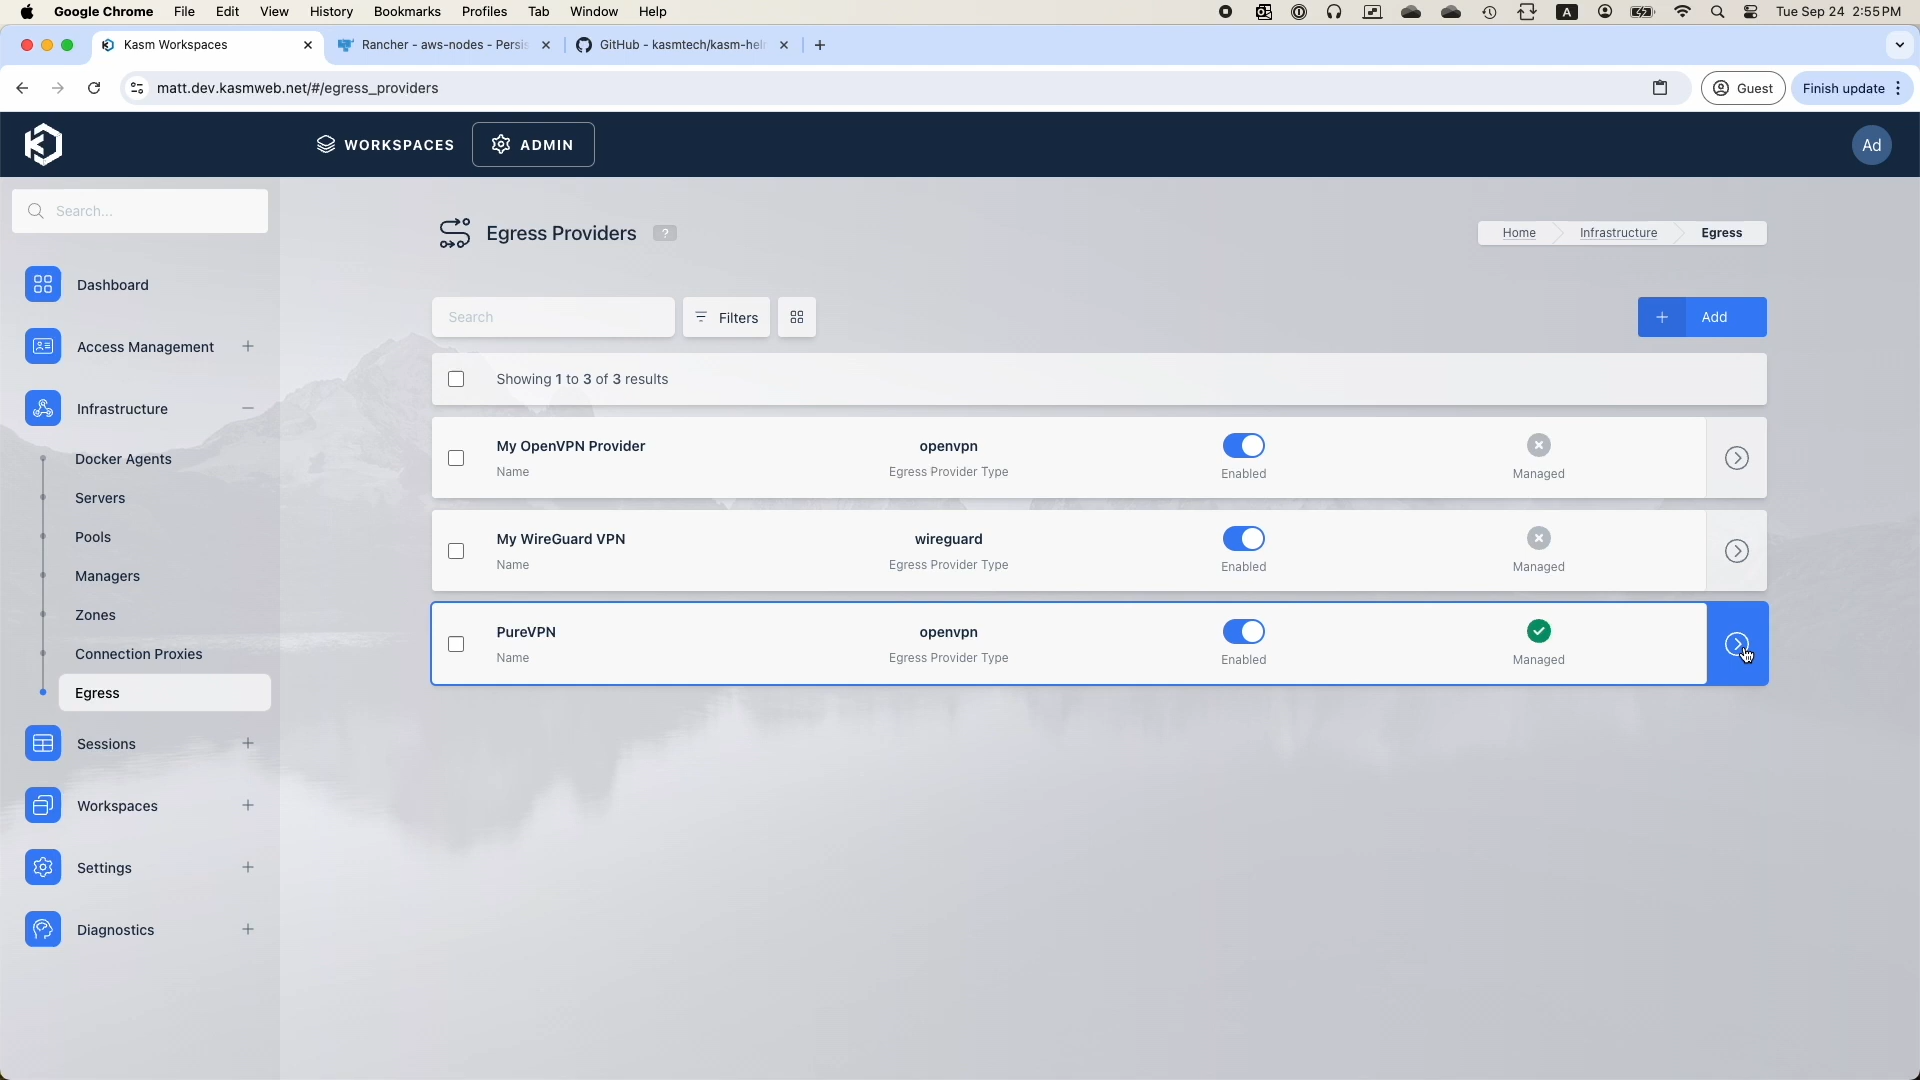 Google Chrome File Edit View History Bookmarks Profiles Tab Window Help A Tue Sep 24 2:55 PM
Kasm Workspaces Rancher - aws-nodes - Persis GitHub - kasmtech/kasm-hel
matt.dev.kasmweb.net/#/egress_providers Guest Finish update
WORKSPACES ADMIN Ad
Search...
Dashboard
Access Management
Infrastructure
Docker Agents
Servers
Pools
Managers
Zones
Connection Proxies
Egress
Sessions
Workspaces
Settings
Diagnostics
Egress Providers ?
Home Infrastructure Egress
Search Filters Add
Showing 1 to 3 of 3 results
My OpenVPN Provider openvpn
Name Egress Provider Type Enabled Managed
My WireGuard VPN wireguard
Name Egress Provider Type Enabled Managed
PureVPN openvpn
Name Egress Provider Type Enabled Managed